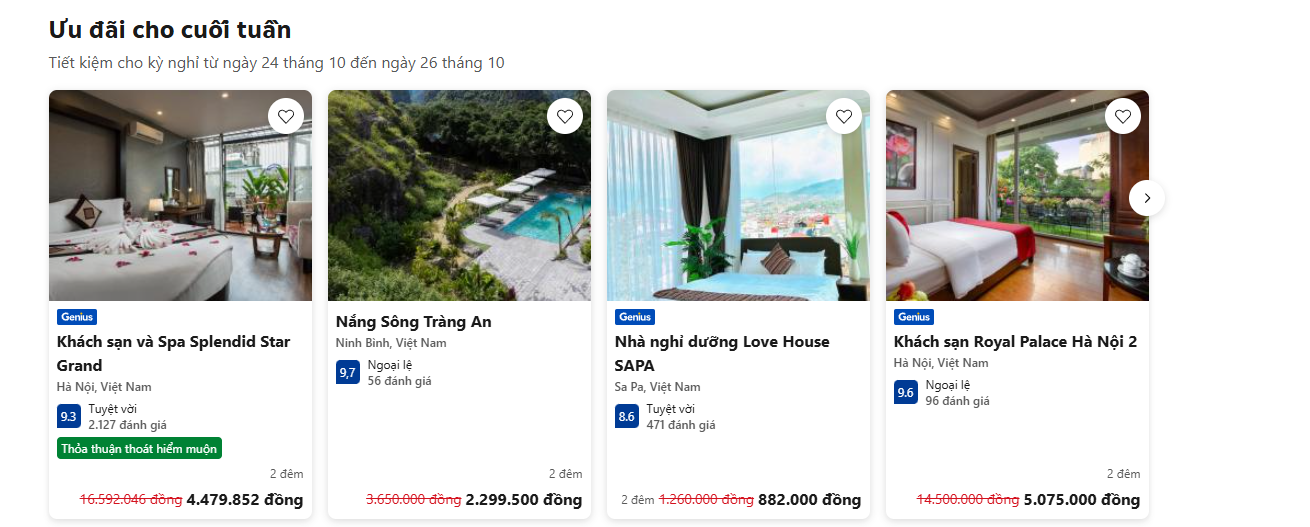 Ưu đãi cho cuối tuần
Tiết kiệm cho kỳ nghỉ từ ngày 24 tháng 10 đến ngày 26 tháng 10
Genius
Khách sạn và Spa Splendid Star
Grand
Hà Nội, Việt Nam
9.3
Tuyệt vời
2.127 đánh giá
Thỏa thuận thoát hiểm muộn
2 đêm
16.592.046 đồng 4.479.852 đồng
Nắng Sông Tràng An
Ninh Bình, Việt Nam
9,7
Ngoại lệ
56 đánh giá
2 đêm
3.650.000 đồng 2.299.500 đồng
Genius
Nhà nghỉ dưỡng Love House
SAPA
Sa Pa, Việt Nam
8.6
Tuyệt vời
471 đánh giá
2 đêm 1.260.000 đồng 882.000 đồng
Genius
Khách sạn Royal Palace Hà Nội 2
Hà Nội, Việt Nam
9.6
Ngoại lệ
96 đánh giá
2 đêm
14.500.000 đồng 5.075.000 đồng